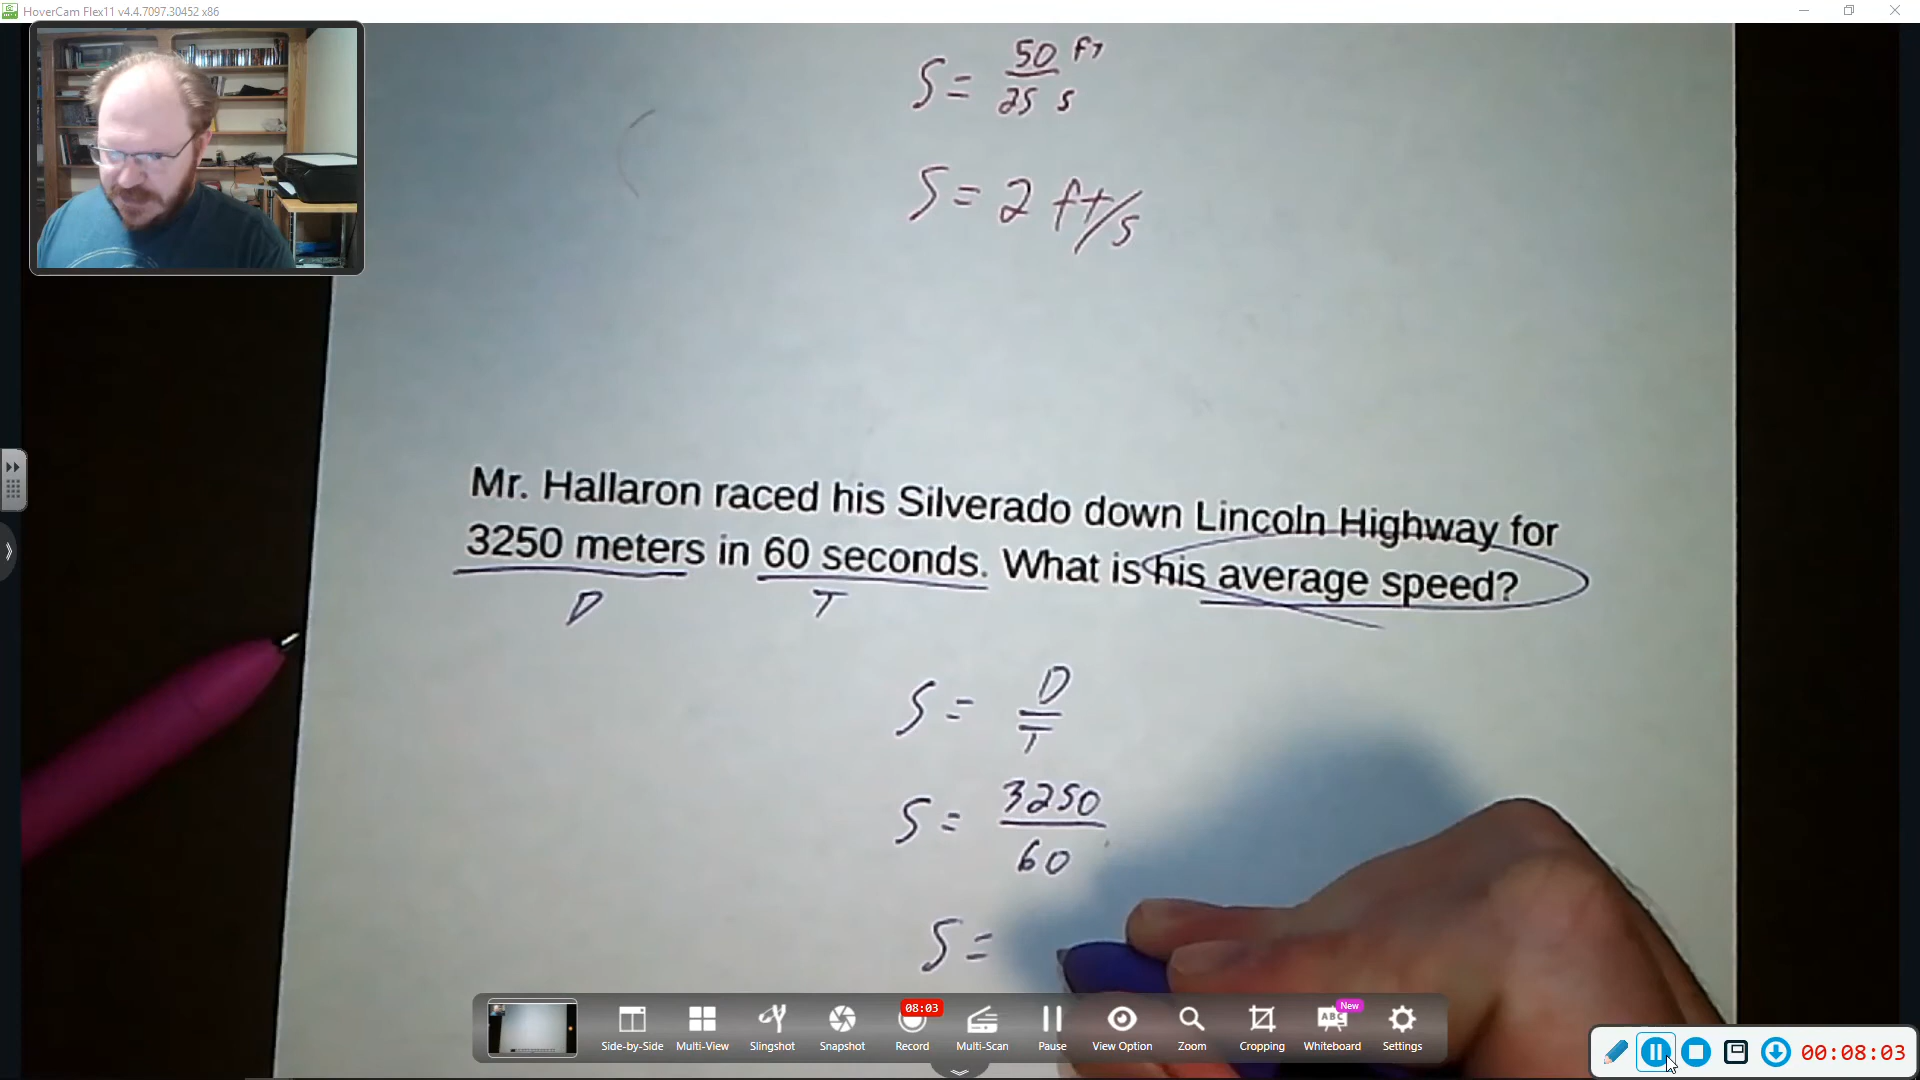 HoverCam Flex11 v4.4.7097.30452 x86
S = 50 ft
25 s
S = 2 ft/s
Mr. Hallaron raced his Silverado down Lincoln Highway for
3250 meters in 60 seconds. What is his average speed?
D T
S = D
T
S = 3250
60
S =
08:03
New
ABC
Side-by-Side Multi-View Slingshot Snapshot Record Multi-Scan Pause View Option Zoom Cropping Whiteboard Settings
00:08:03